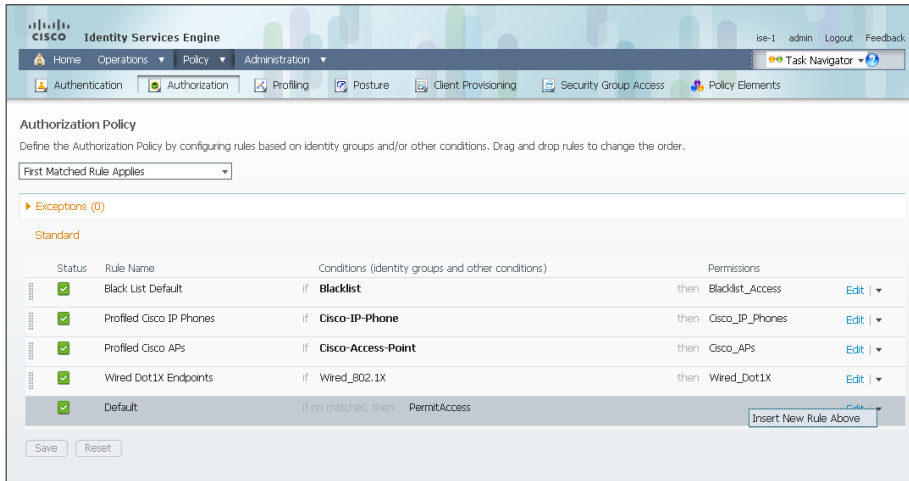 CISCO Identity Services Engine
ise-1 admin Logout Feedback
Home Operations Policy Administration
Task Navigator
Authentication Authorization Profiling Posture Client Provisioning Security Group Access Policy Elements
Authorization Policy
Define the Authorization Policy by configuring rules based on identity groups and/or other conditions. Drag and drop rules to change the order.
First Matched Rule Applies
Exceptions (0)
Standard
Status Rule Name Conditions (identity groups and other conditions) Permissions
Black List Default if Blacklist then Blacklist_Access Edit |
Profiled Cisco IP Phones if Cisco-IP-Phone then Cisco_IP_Phones Edit |
Profiled Cisco APs if Cisco-Access-Point then Cisco_APs Edit |
Wired Dot1X Endpoints if Wired_802.1X then Wired_Dot1X Edit |
Default if no matches, then PermitAccess Edit |
Insert New Rule Above
Save Reset